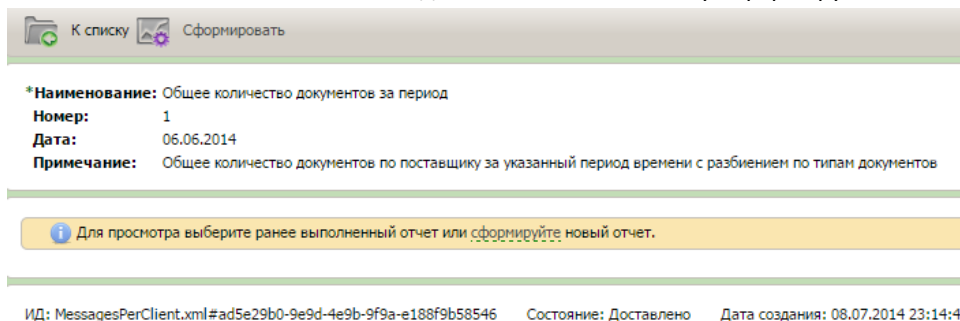 К списку Сформировать
*Наименование: Общее количество документов за период
Номер: 1
Дата: 06.06.2014
Примечание: Общее количество документов по поставщику за указанный период времени с разбиением по типам документов
Для просмотра выберите ранее выполненный отчет или сформируйте новый отчет.
ИД: MessagesPerClient.xml#ad5e29b0-9e9d-4e9b-9f9a-e188f9b58546 Состояние: Доставлено Дата создания: 08.07.2014 23:14:4